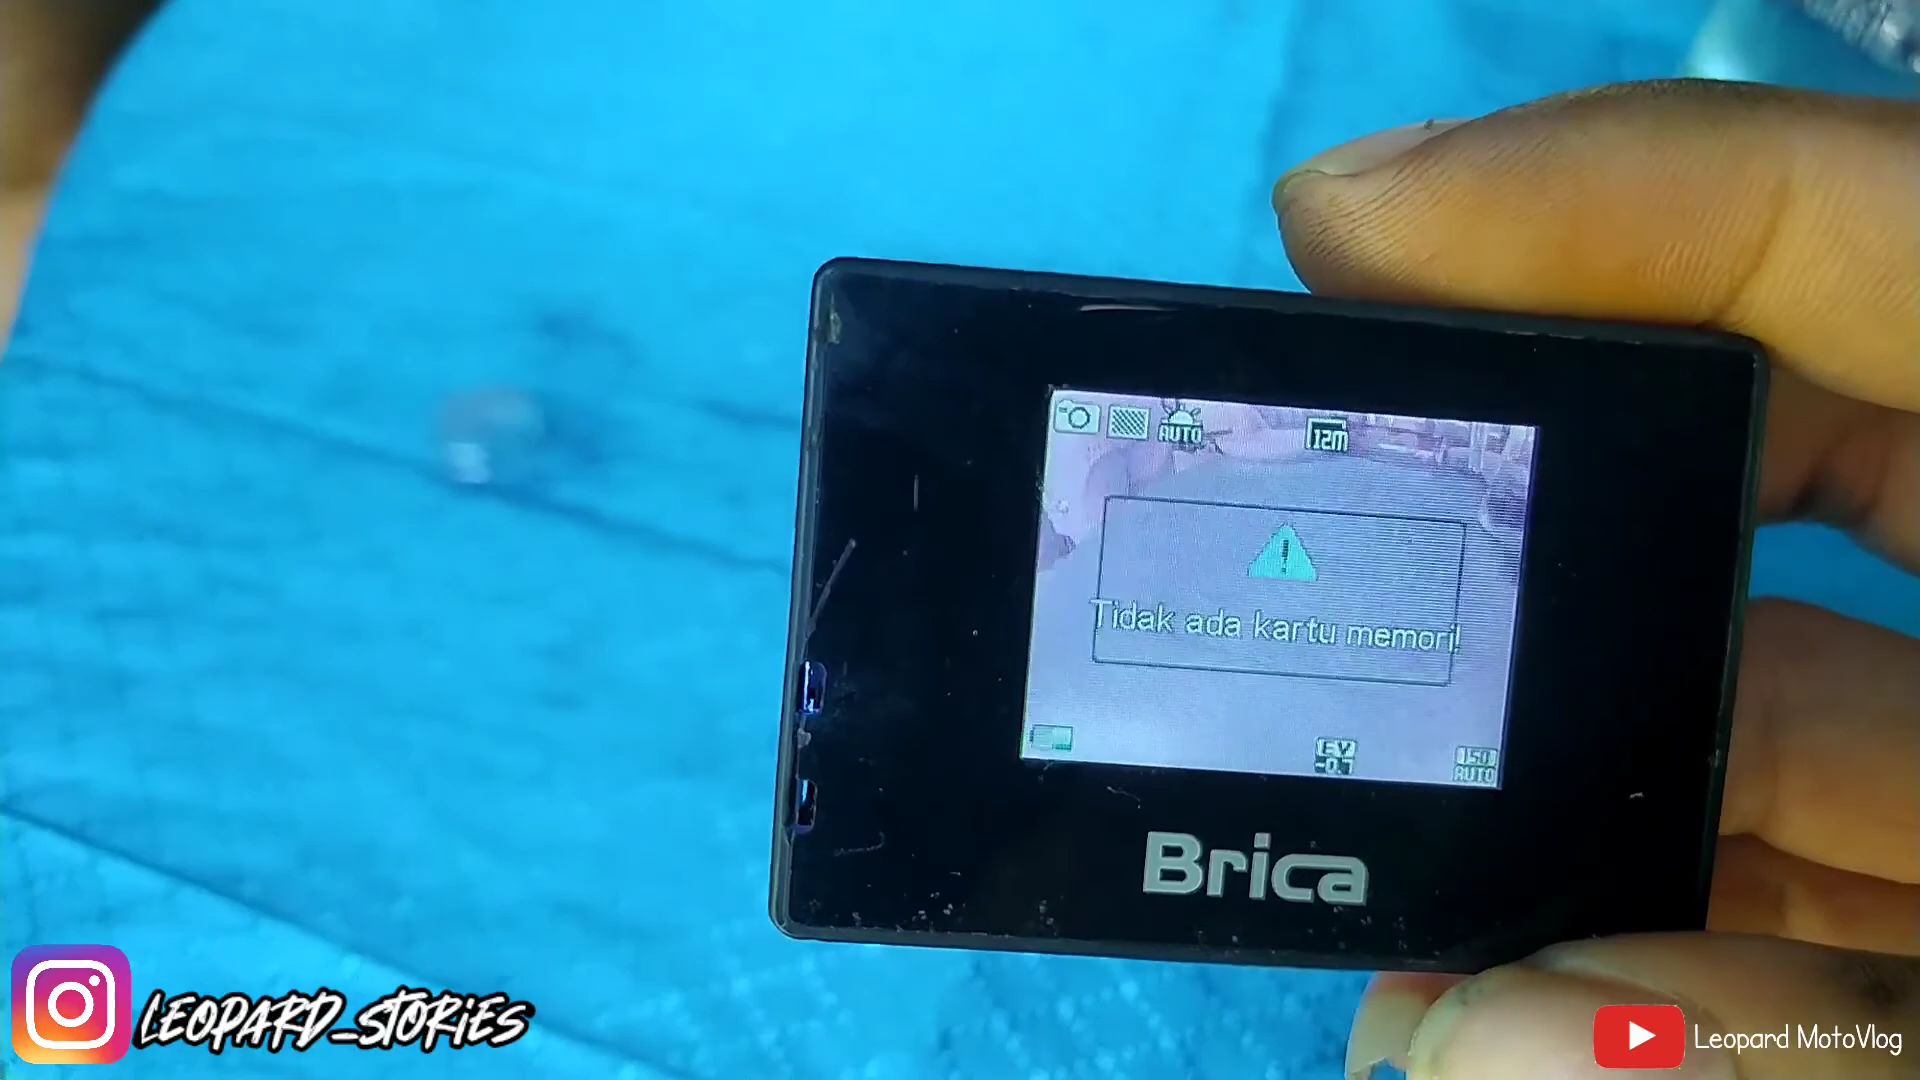 AUTO
12M
Tidak ada kartu memori!
EV
-0.7
ISO
AUTO
Brica
LEOPARD_STORIES
Leopard MotoVlog